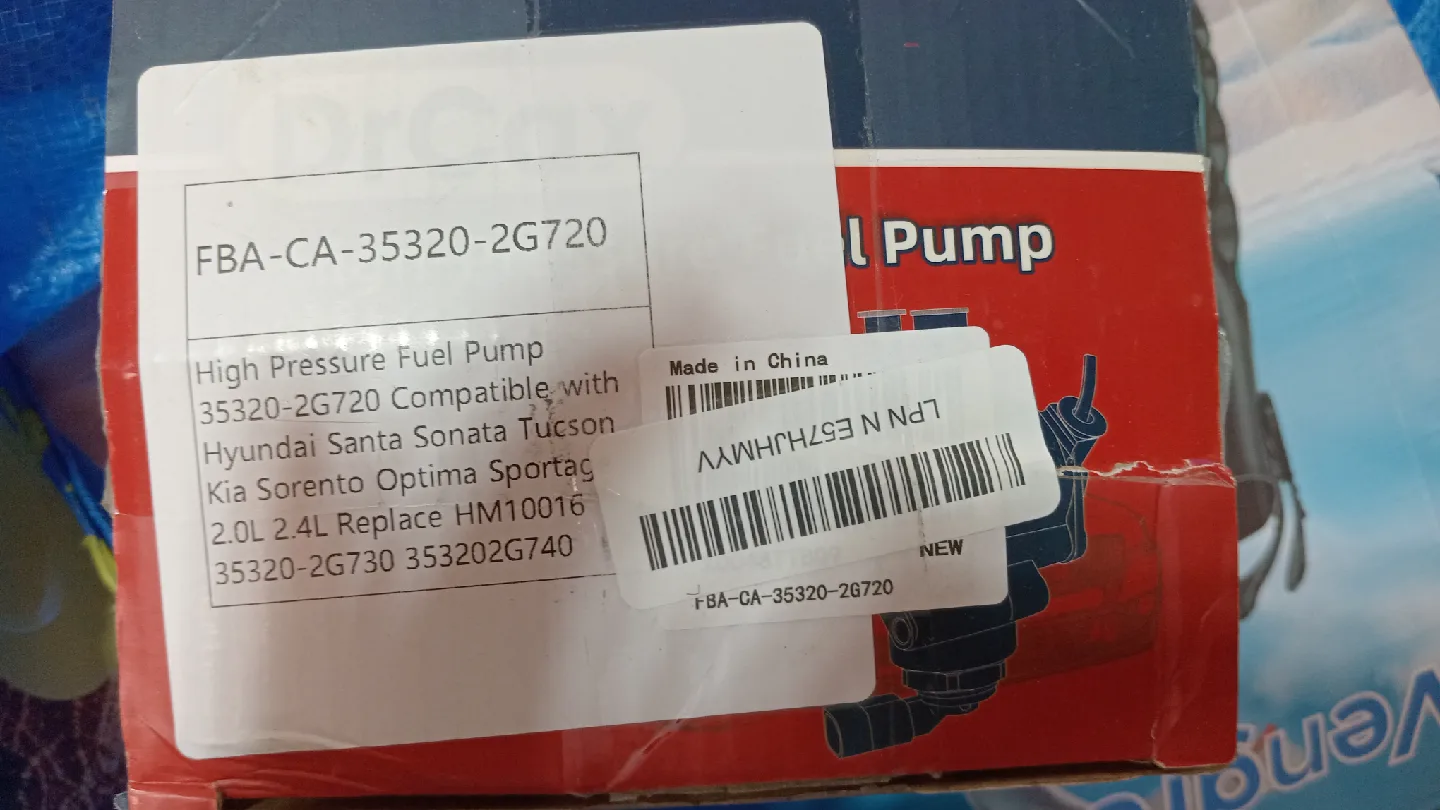 DrCax
FBA-CA-35320-2G720
l Pump
High Pressure Fuel Pump
35320-2G720 Compatible with
Hyundai Santa Sonata Tucson
Kia Sorento Optima Sportag
2.0L 2.4L Replace HM10016
35320-2G730 353202G740
Made in China
LPN N E57HJHMYV
NEW
FBA-CA-35320-2G720
Veng